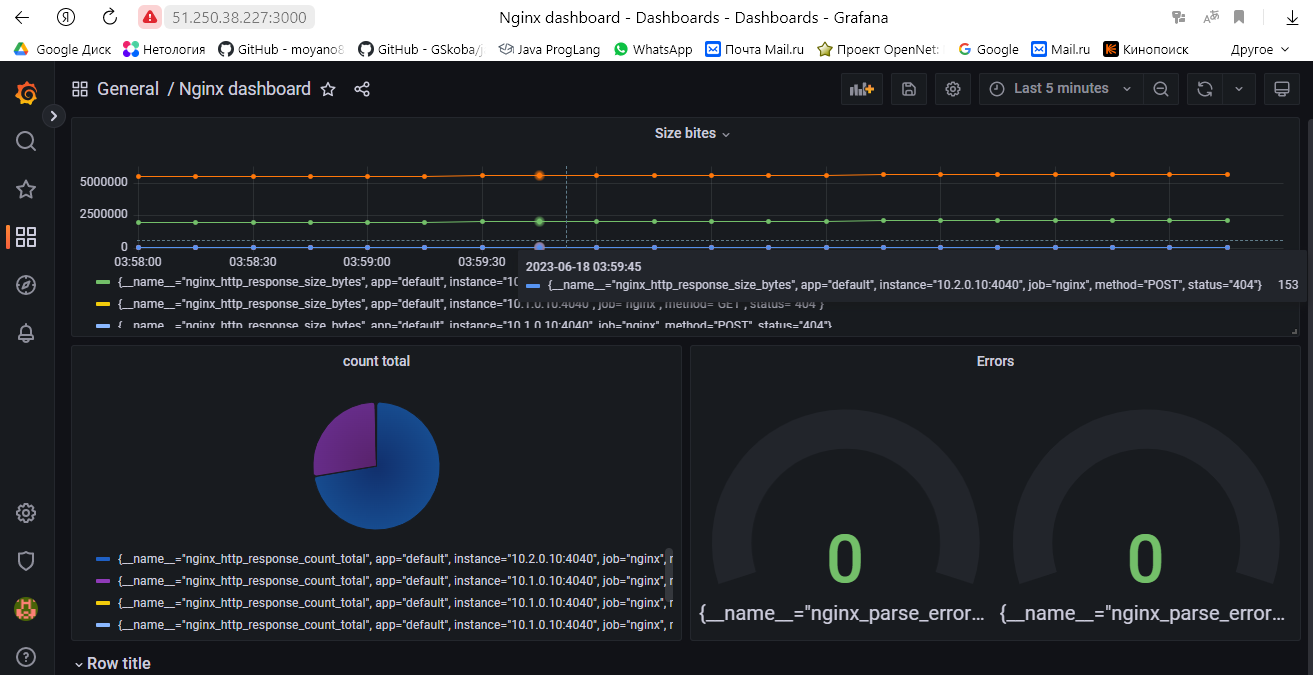 51.250.38.227:3000
Nginx dashboard - Dashboards - Dashboards - Grafana
Google Диск
Нетология
GitHub - moyano8
GitHub - GSkoba/j
Java ProgLang
WhatsApp
Почта Mail.ru
Проект OpenNet:
Google
Mail.ru
Кинопоиск
Другое
General / Nginx dashboard
Last 5 minutes
Size bites
5000000
2500000
0
03:58:00
03:58:30
03:59:00
03:59:30
2023-06-18 03:59:45
{__name__="nginx_http_response_size_bytes", app="default", instance="10.2.0.10:4040", job="nginx", method="POST", status="404"} 153
{__name__="nginx_http_response_size_bytes", app="default", instance="10
{__name__="nginx_http_response_size_bytes", app="default", instance="10.1.0.10:4040", job="nginx", method="GET", status="404"}
{__name__="nginx_http_response_size_bytes", app="default", instance="10.1.0.10:4040", job="nginx", method="POST", status="404"}
count total
{__name__="nginx_http_response_count_total", app="default", instance="10.2.0.10:4040", job="nginx", r
{__name__="nginx_http_response_count_total", app="default", instance="10.1.0.10:4040", job="nginx", r
{__name__="nginx_http_response_count_total", app="default", instance="10.1.0.10:4040", job="nginx", r
{__name__="nginx_http_response_count_total", app="default", instance="10.1.0.10:4040", job="nginx", r
Errors
0
0
{__name__="nginx_parse_error...
{__name__="nginx_parse_error...
Row title